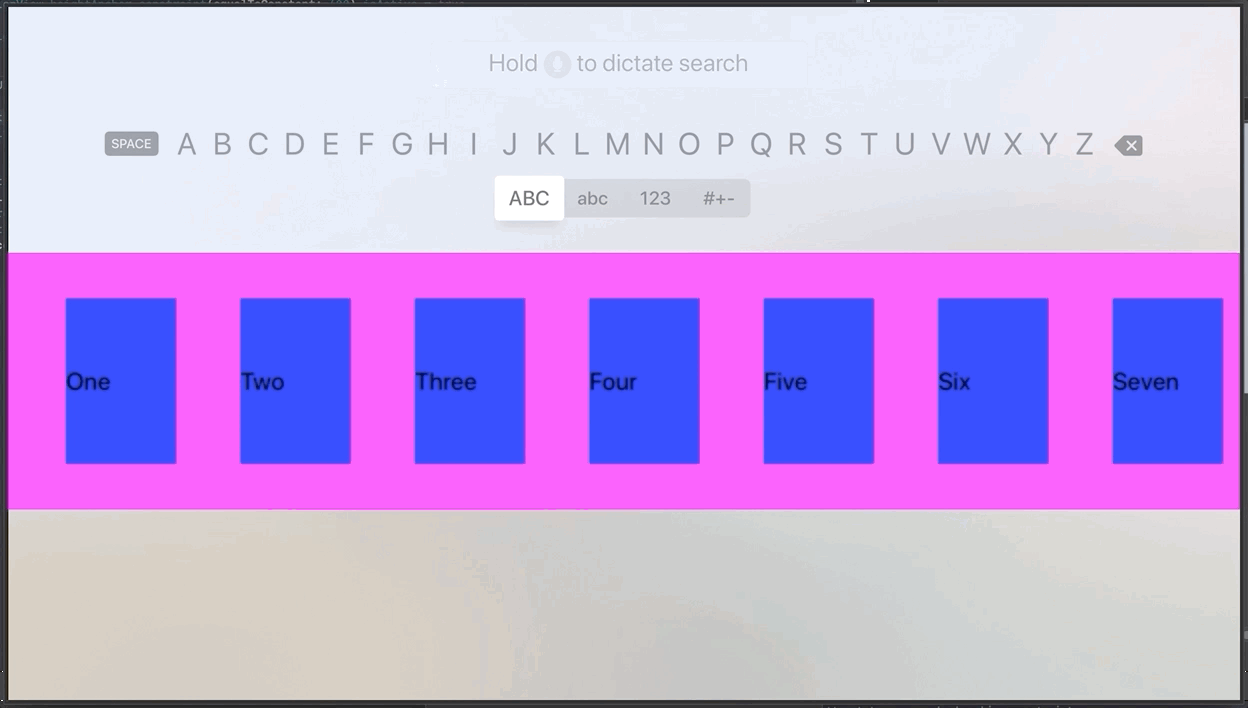 Hold to dictate search
SPACE A B C D E F G H I J K L M N O P Q R S T U V W X Y Z
ABC abc 123 #+-
One Two Three Four Five Six Seven